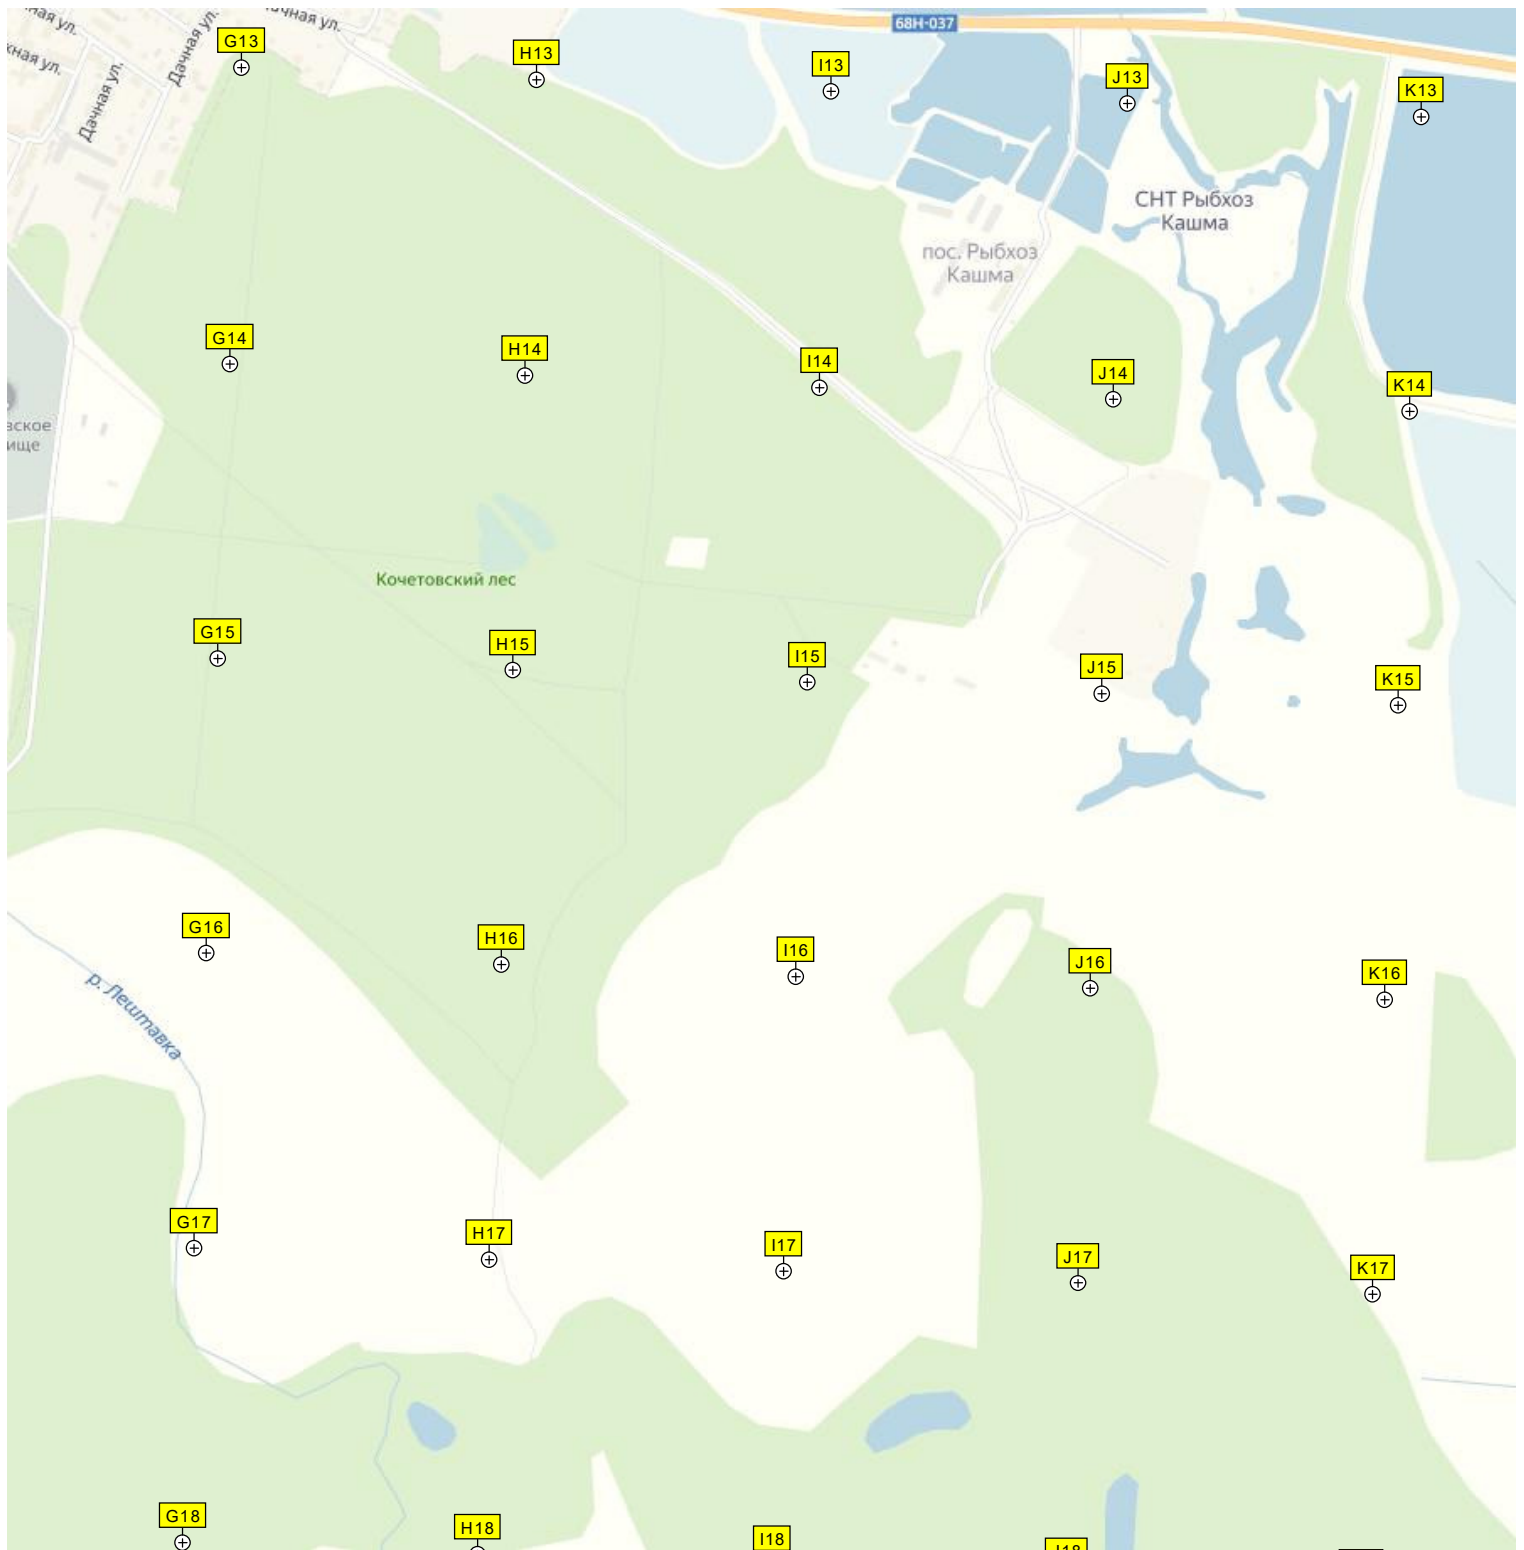 68Н-037
Дачная ул.
Дачная ул.
G13
H13
I13
J13
K13
СНТ Рыбхоз
Кашма
пос. Рыбхоз
Кашма
G14
H14
I14
J14
K14
Кочетовский лес
G15
H15
I15
J15
K15
G16
H16
I16
J16
K16
р. Лештавка
G17
H17
I17
J17
K17
G18
H18
I18
J18